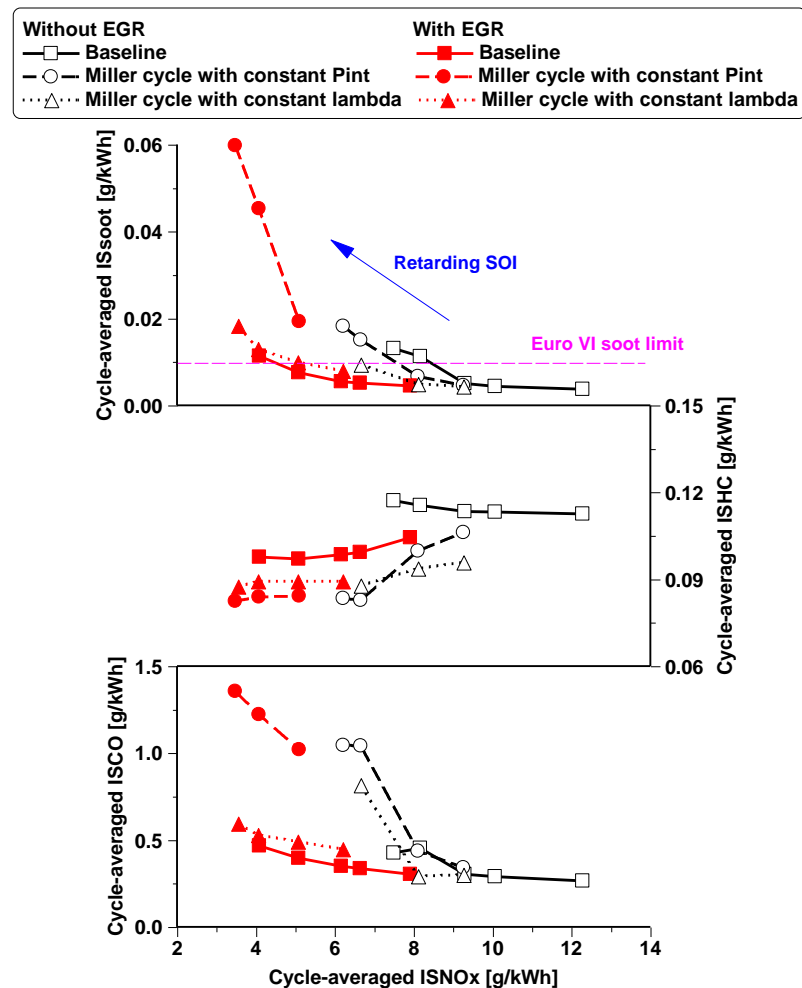 Without EGR
With EGR
Baseline
Baseline
Miller cycle with constant Pint
Miller cycle with constant Pint
Miller cycle with constant lambda
Miller cycle with constant lambda
Cycle-averaged ISsoot [g/kWh]
0.06
0.04
0.02
0.00
Retarding SOI
Euro VI soot limit
0.15
0.12
0.09
0.06
Cycle-averaged ISHC [g/kWh]
Cycle-averaged ISCO [g/kWh]
1.5
1.0
0.5
0.0
2 4 6 8 10 12 14
Cycle-averaged ISNOx [g/kWh]